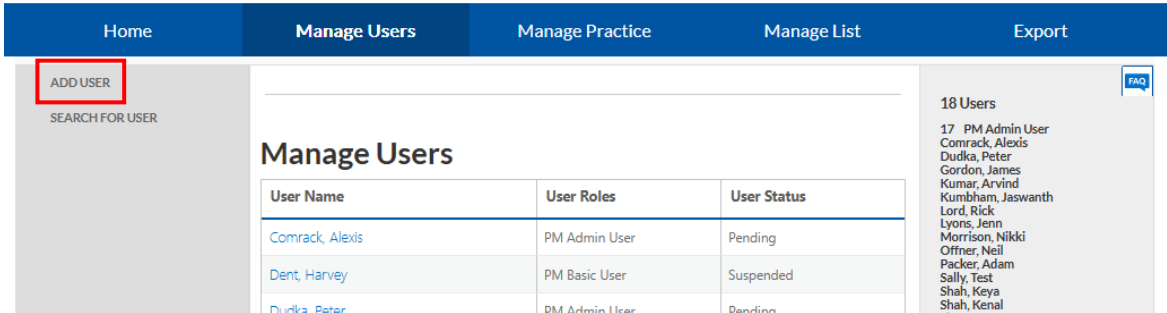 Home Manage Users Manage Practice Manage List Export
ADD USER
SEARCH FOR USER
Manage Users
User Name User Roles User Status
Comrack, Alexis PM Admin User Pending
Dent, Harvey PM Basic User Suspended
Dudka, Peter PM Admin User Pending
FAQ
18 Users
17 PM Admin User
Comrack, Alexis
Dudka, Peter
Gordon, James
Kumar, Arvind
Kumbham, Jaswanth
Lord, Rick
Lyons, Jenn
Morrison, Nikki
Offner, Neil
Packer, Adam
Sally, Test
Shah, Keya
Shah, Kenal